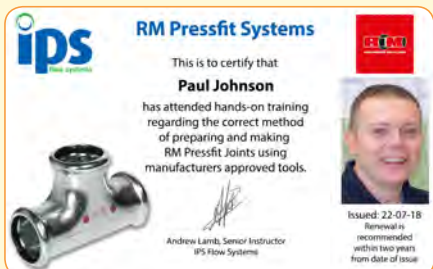 ips
flow systems
RM Pressfit Systems
This is to certify that
Paul Johnson
has attended hands-on training
regarding the correct method
of preparing and making
RM Pressfit Joints using
manufacturers approved tools.
Andrew Lamb, Senior Instructor
IPS Flow Systems
RM
Issued: 22-07-18
Renewal is
recommended
within two years
from date of issue